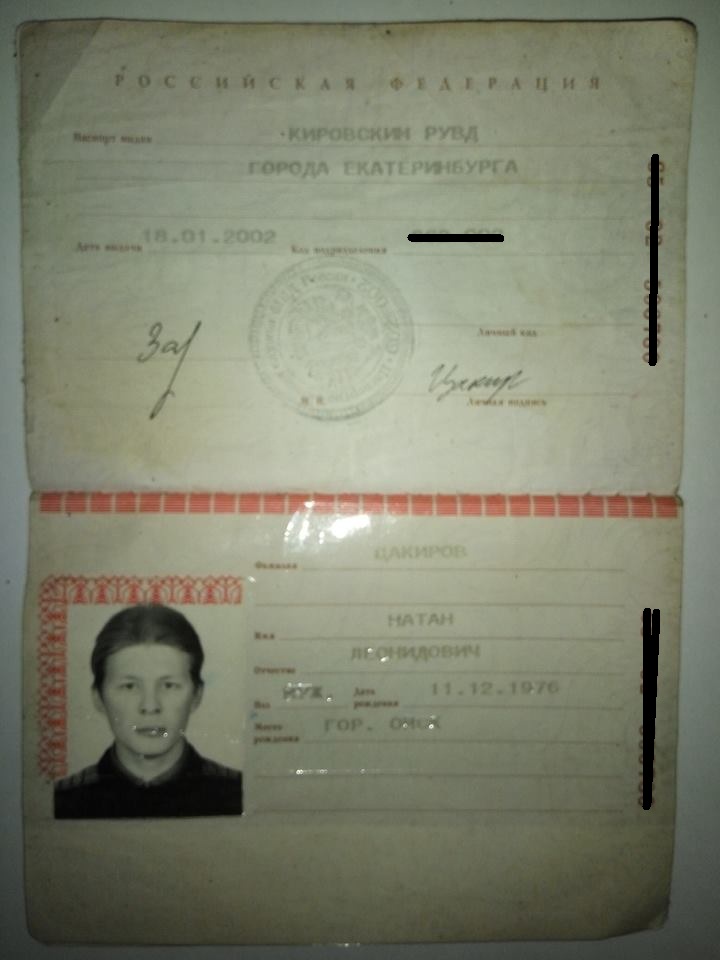 РОССИЙСКАЯ ФЕДЕРАЦИЯ
Паспорт выдан КИРОВСКИМ РУВД
ГОРОДА ЕКАТЕРИНБУРГА
Дата выдачи 18.01.2002 Код подразделения
Личный код
М. П. Личная подпись
Фамилия ЦАКИРОВ
Имя НАТАН
Отчество ЛЕОНИДОВИЧ
Пол МУЖ. Дата рождения 11.12.1976
Место рождения ГОР. ОМСК